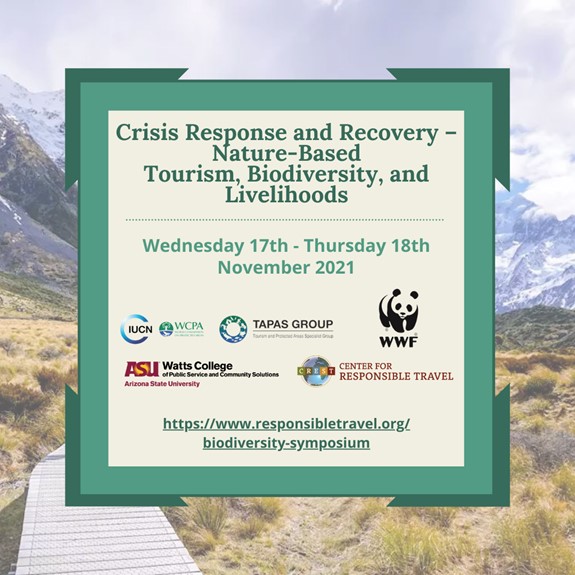 Crisis Response and Recovery –
Nature-Based
Tourism, Biodiversity, and
Livelihoods
Wednesday 17th - Thursday 18th
November 2021
IUCN
WCPA
TAPAS GROUP
Tourism and Protected Areas Specialist Group
WWF
ASU Watts College
of Public Service and Community Solutions
Arizona State University
CREST
CENTER FOR
RESPONSIBLE TRAVEL
https://www.responsibletravel.org/
biodiversity-symposium